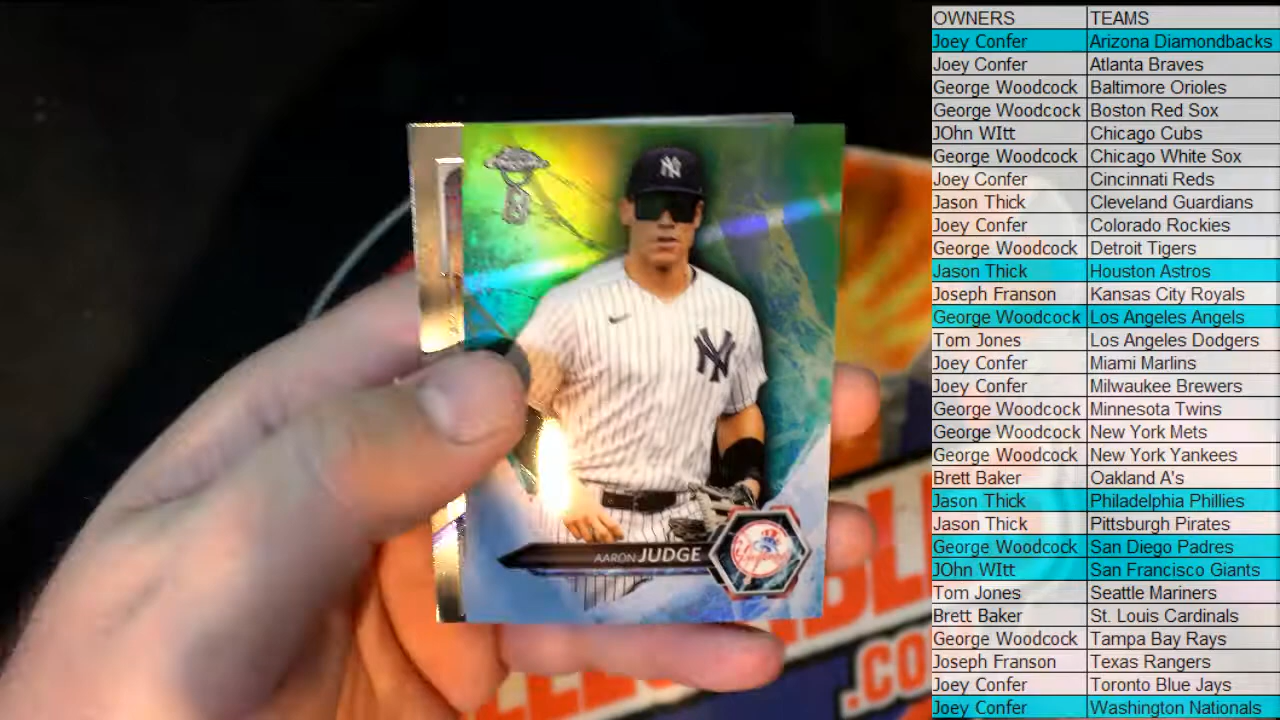 OWNERS TEAMS
Joey Confer Arizona Diamondbacks
Joey Confer Atlanta Braves
George Woodcock Baltimore Orioles
George Woodcock Boston Red Sox
JOhn WItt Chicago Cubs
George Woodcock Chicago White Sox
Joey Confer Cincinnati Reds
Jason Thick Cleveland Guardians
Joey Confer Colorado Rockies
George Woodcock Detroit Tigers
Jason Thick Houston Astros
Joseph Franson Kansas City Royals
George Woodcock Los Angeles Angels
Tom Jones Los Angeles Dodgers
Joey Confer Miami Marlins
Joey Confer Milwaukee Brewers
George Woodcock Minnesota Twins
George Woodcock New York Mets
George Woodcock New York Yankees
Brett Baker Oakland A's
Jason Thick Philadelphia Phillies
Jason Thick Pittsburgh Pirates
George Woodcock San Diego Padres
JOhn WItt San Francisco Giants
Tom Jones Seattle Mariners
Brett Baker St. Louis Cardinals
George Woodcock Tampa Bay Rays
Joseph Franson Texas Rangers
Joey Confer Toronto Blue Jays
Joey Confer Washington Nationals
NY
NY
AARON JUDGE
.CO